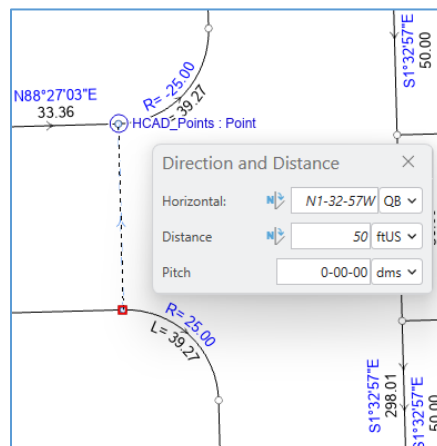 S1°32'57"E
50.00
R= -25.00
L= 39.27
N88°27'03"E
33.36
HCAD_Points : Point
Direction and Distance
Horizontal: N1-32-57W QB
Distance 50 ftUS
Pitch 0-00-00 dms
R= 25.00
L= 39.27
S1°32'57"E
298.01
S1°32'57"E
50.00